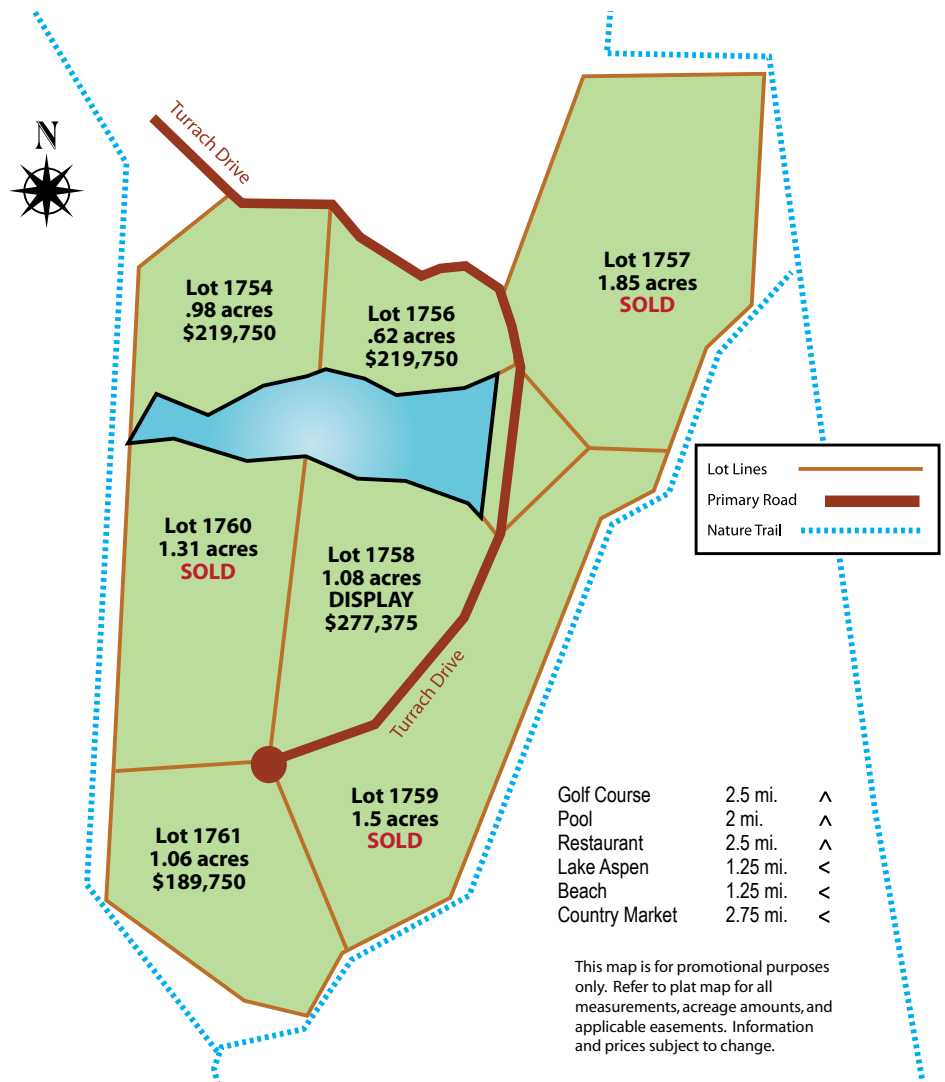 Turrach Drive
N
Lot 1754
.98 acres
$219,750
Lot 1756
.62 acres
$219,750
Lot 1757
1.85 acres
SOLD
Lot 1760
1.31 acres
SOLD
Lot 1758
1.08 acres
DISPLAY
$277,375
Turrach Drive
Lot 1759
1.5 acres
SOLD
Lot 1761
1.06 acres
$189,750
Lot Lines
Primary Road
Nature Trail
Golf Course 2.5 mi. ^
Pool 2 mi. ^
Restaurant 2.5 mi. ^
Lake Aspen 1.25 mi. <
Beach 1.25 mi. <
Country Market 2.75 mi. <
This map is for promotional purposes
only. Refer to plat map for all
measurements, acreage amounts, and
applicable easements. Information
and prices subject to change.